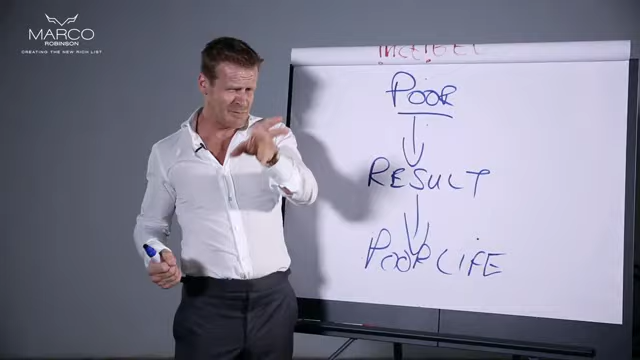 MARCO
ROBINSON
CREATING THE NEW RICH LIST
POOR
RESULT
POOR LIFE